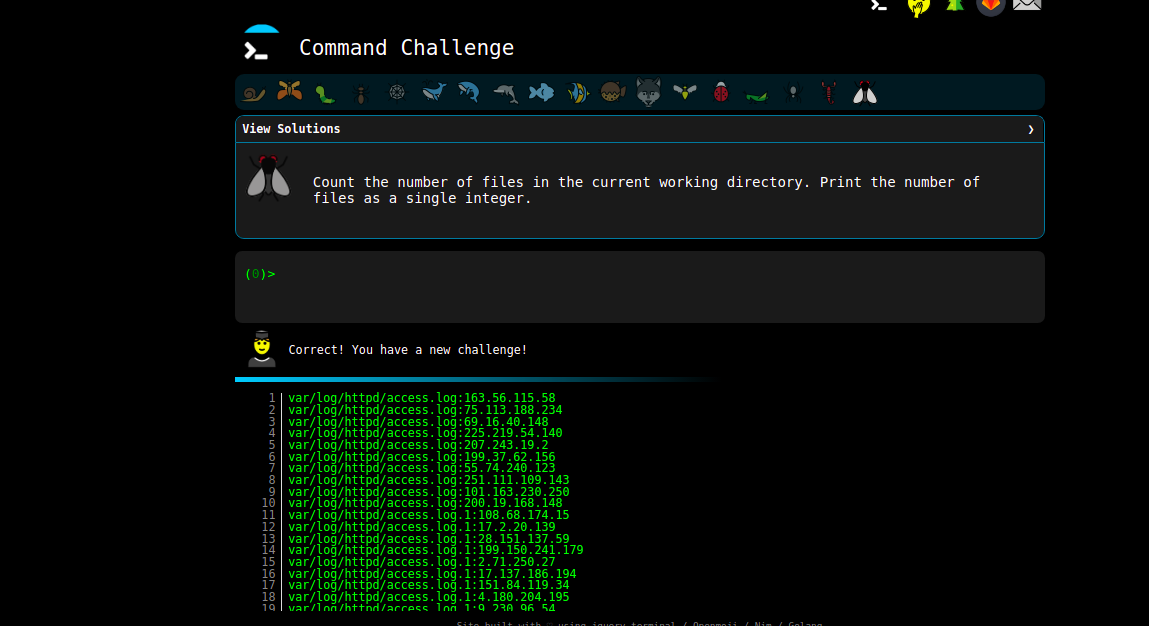 Command Challenge
View Solutions ❯
Count the number of files in the current working directory. Print the number of
files as a single integer.
(0)>
Correct! You have a new challenge!
1 var/log/httpd/access.log:163.56.115.58
2 var/log/httpd/access.log:75.113.188.234
3 var/log/httpd/access.log:69.16.40.148
4 var/log/httpd/access.log:225.219.54.140
5 var/log/httpd/access.log:207.243.19.2
6 var/log/httpd/access.log:199.37.62.156
7 var/log/httpd/access.log:55.74.240.123
8 var/log/httpd/access.log:251.111.109.143
9 var/log/httpd/access.log:101.163.230.250
10 var/log/httpd/access.log:200.19.168.148
11 var/log/httpd/access.log.1:108.68.174.15
12 var/log/httpd/access.log.1:17.2.20.139
13 var/log/httpd/access.log.1:28.151.137.59
14 var/log/httpd/access.log.1:199.150.241.179
15 var/log/httpd/access.log.1:2.71.250.27
16 var/log/httpd/access.log.1:17.137.186.194
17 var/log/httpd/access.log.1:151.84.119.34
18 var/log/httpd/access.log.1:4.180.204.195
19 var/log/httpd/access.log.1:9.230.96.54
Site built with ♡ using jquery.terminal / Openmoji / Nim / Golang